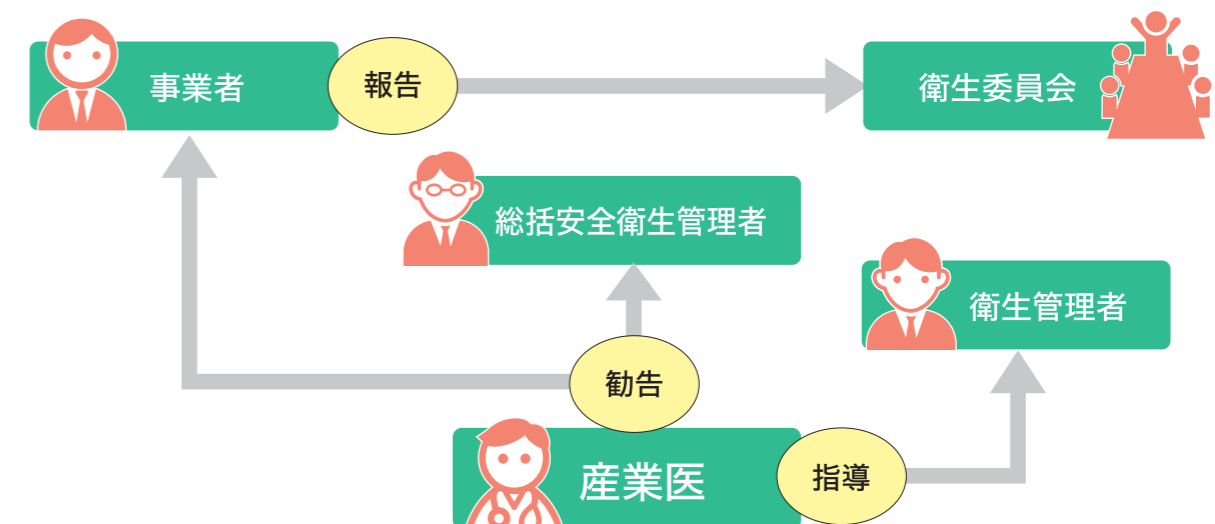 事業者
報告
衛生委員会
総括安全衛生管理者
衛生管理者
勧告
産業医
指導